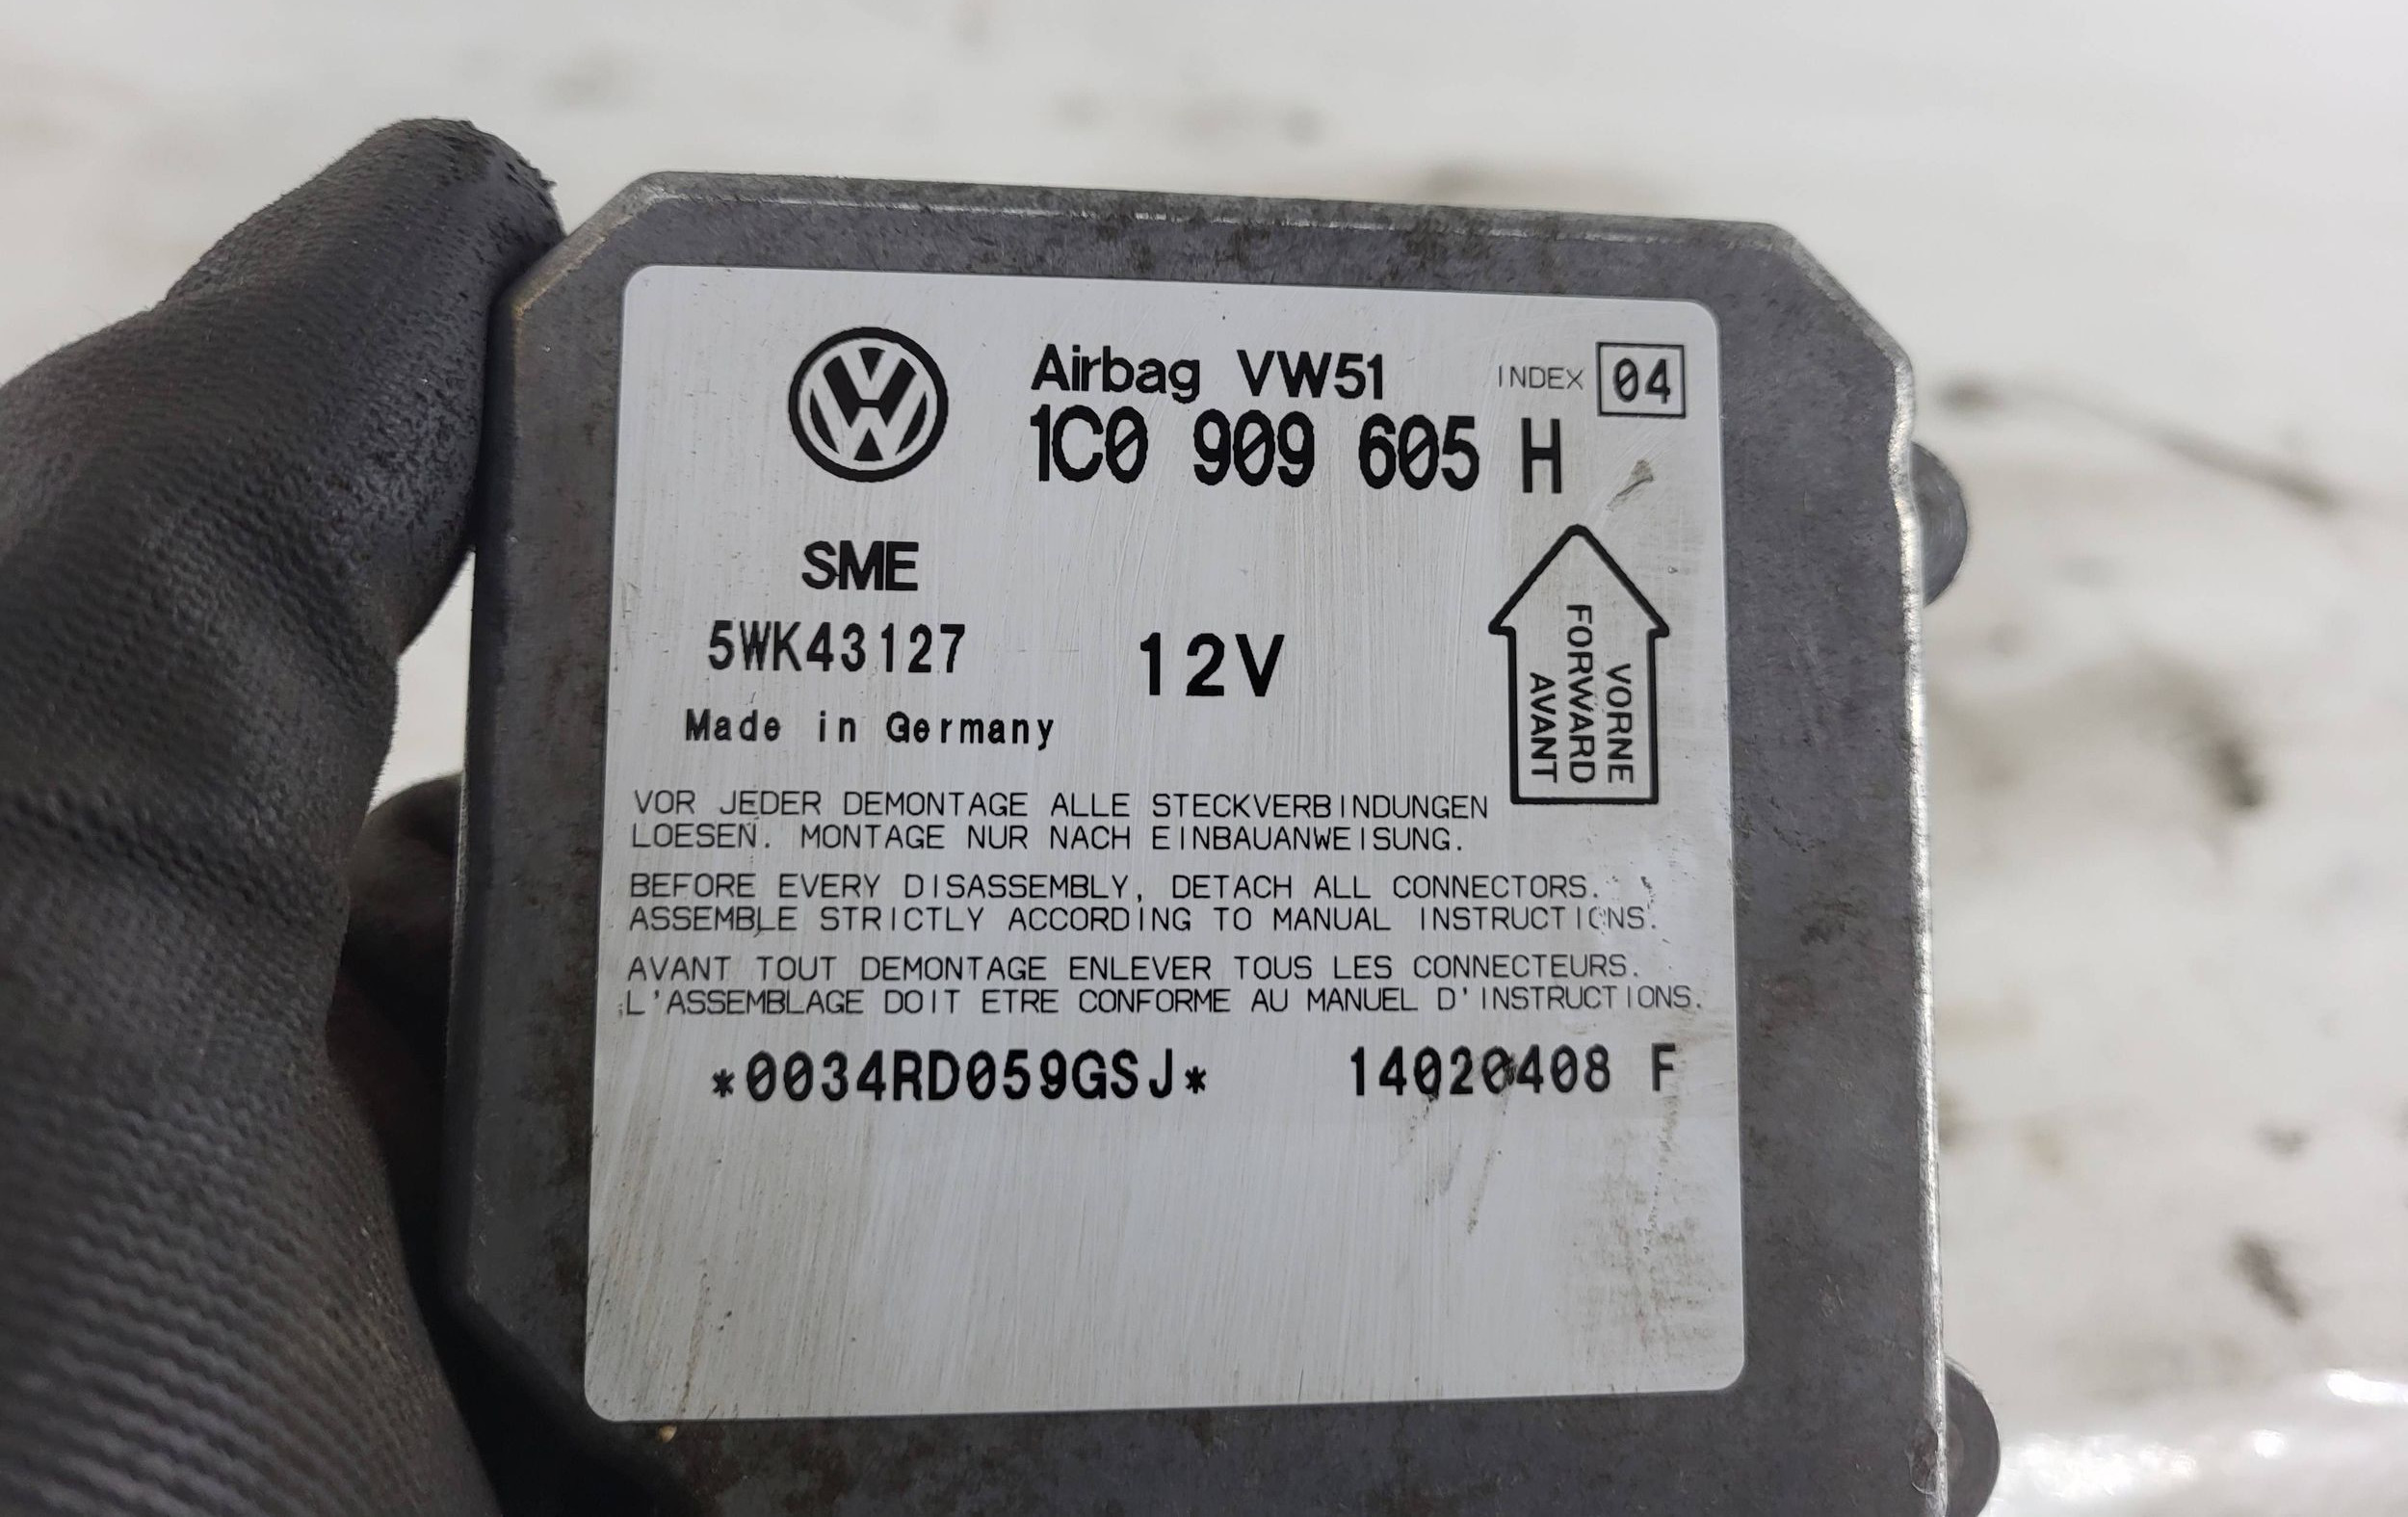 Airbag VW51 INDEX 04
1C0 909 605 H
SME
5WK43127 12V
Made in Germany
VORNE
FORWARD
AVANT
VOR JEDER DEMONTAGE ALLE STECKVERBINDUNGEN
LOESEN. MONTAGE NUR NACH EINBAUANWEISUNG.
BEFORE EVERY DISASSEMBLY, DETACH ALL CONNECTORS.
ASSEMBLE STRICTLY ACCORDING TO MANUAL INSTRUCTIONS.
AVANT TOUT DEMONTAGE ENLEVER TOUS LES CONNECTEURS.
L'ASSEMBLAGE DOIT ETRE CONFORME AU MANUEL D'INSTRUCTIONS.
*0034RD059GSJ* 14020408 F